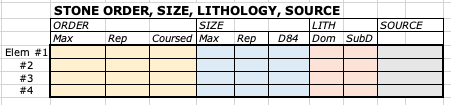 STONE ORDER, SIZE, LITHOLOGY, SOURCE
ORDER SIZE LITH SOURCE
Max Rep Coursed Max Rep D84 Dom SubD
Elem #1
#2
#3
#4